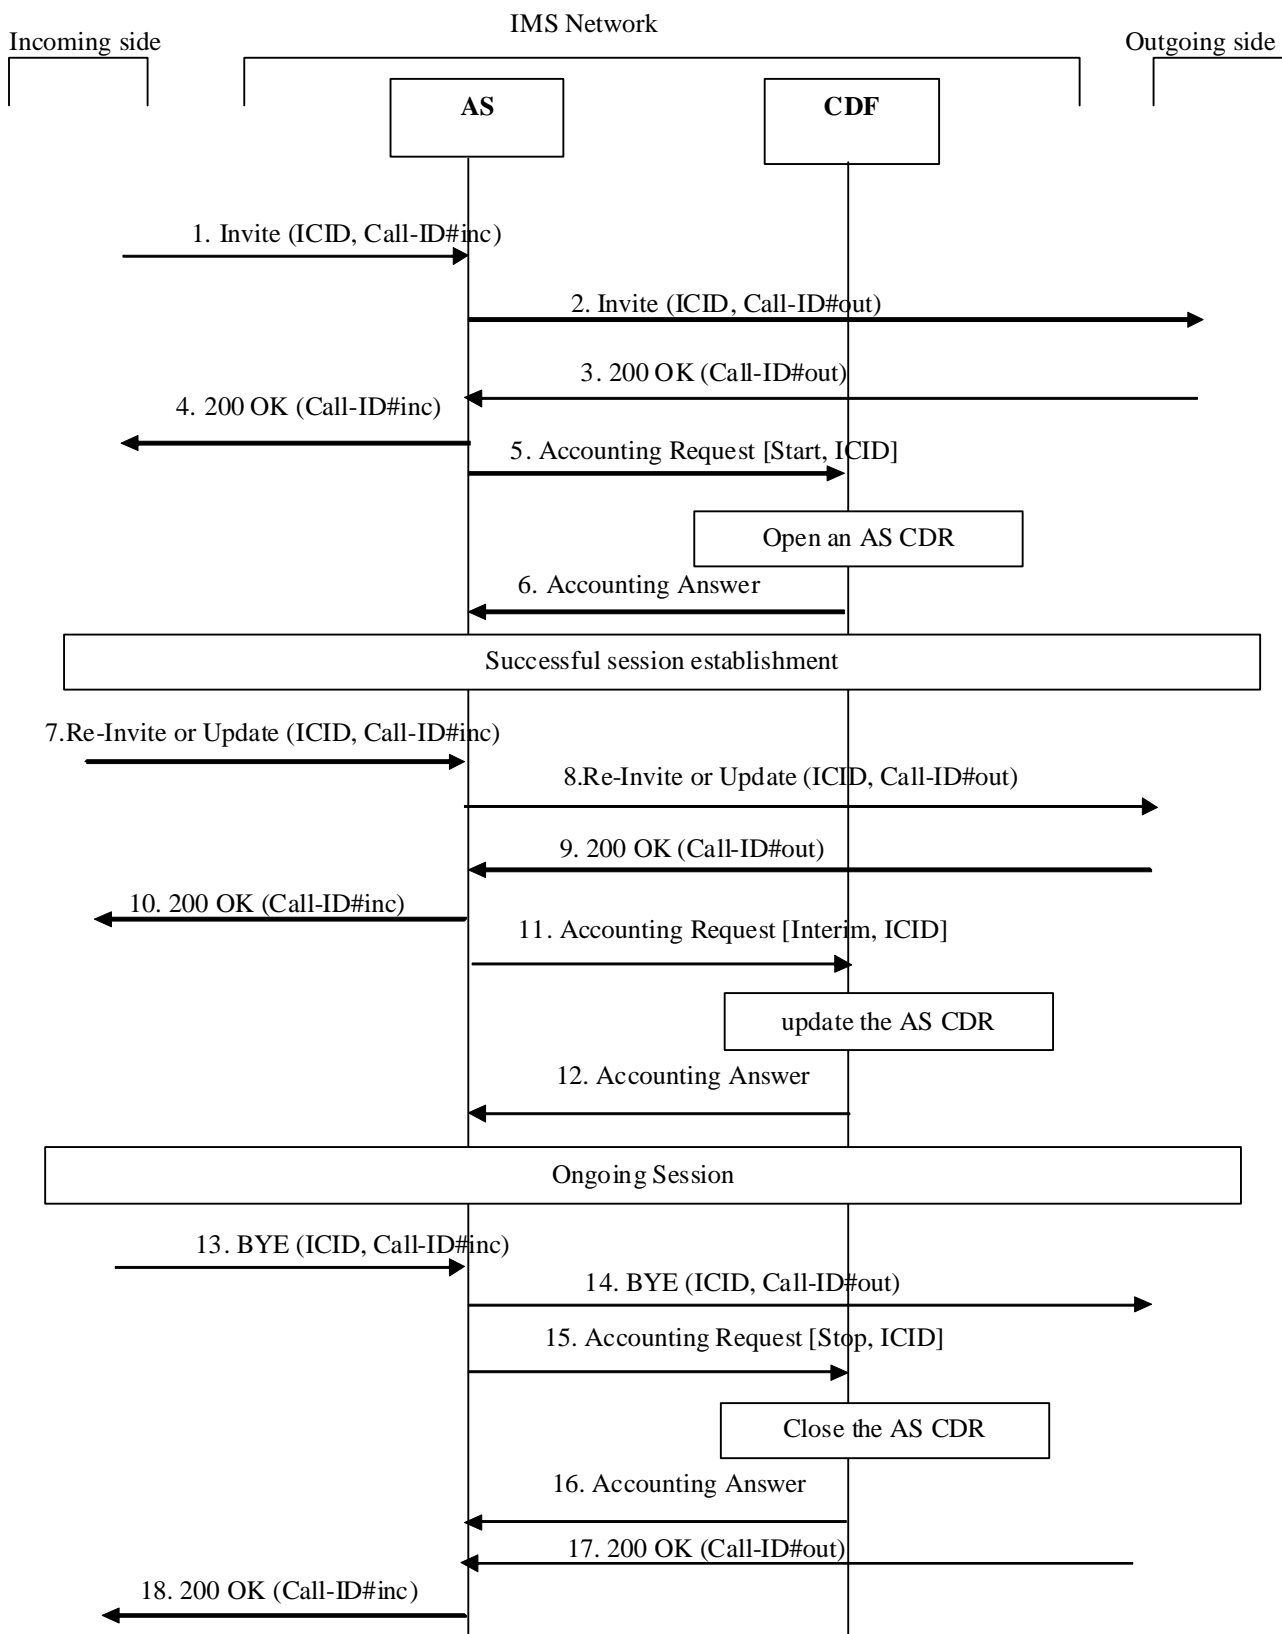 IMS Network
Incoming side
Outgoing side
AS
CDF
1. Invite (ICID, Call-ID#inc)
2. Invite (ICID, Call-ID#out)
3. 200 OK (Call-ID#out)
4. 200 OK (Call-ID#inc)
5. Accounting Request [Start, ICID]
Open an AS CDR
6. Accounting Answer
Successful session establishment
7.Re-Invite or Update (ICID, Call-ID#inc)
8.Re-Invite or Update (ICID, Call-ID#out)
9. 200 OK (Call-ID#out)
10. 200 OK (Call-ID#inc)
11. Accounting Request [Interim, ICID]
update the AS CDR
12. Accounting Answer
Ongoing Session
13. BYE (ICID, Call-ID#inc)
14. BYE (ICID, Call-ID#out)
15. Accounting Request [Stop, ICID]
Close the AS CDR
16. Accounting Answer
17. 200 OK (Call-ID#out)
18. 200 OK (Call-ID#inc)